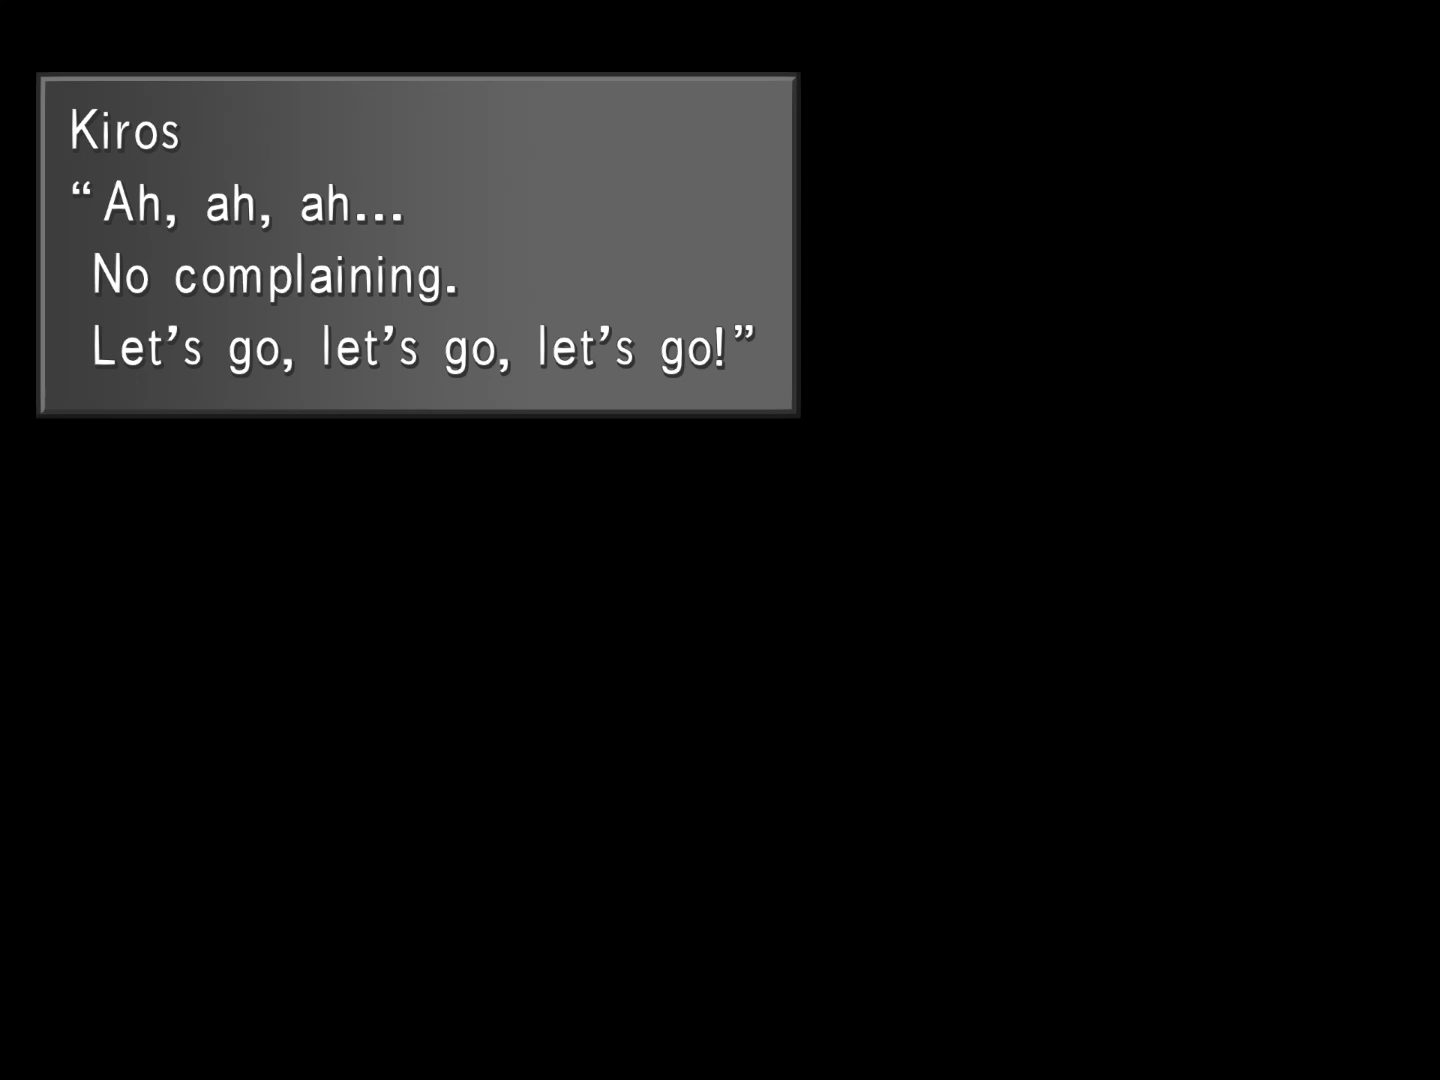 Kiros
“Ah, ah, ah...
No complaining.
Let’s go, let’s go, let’s go!”